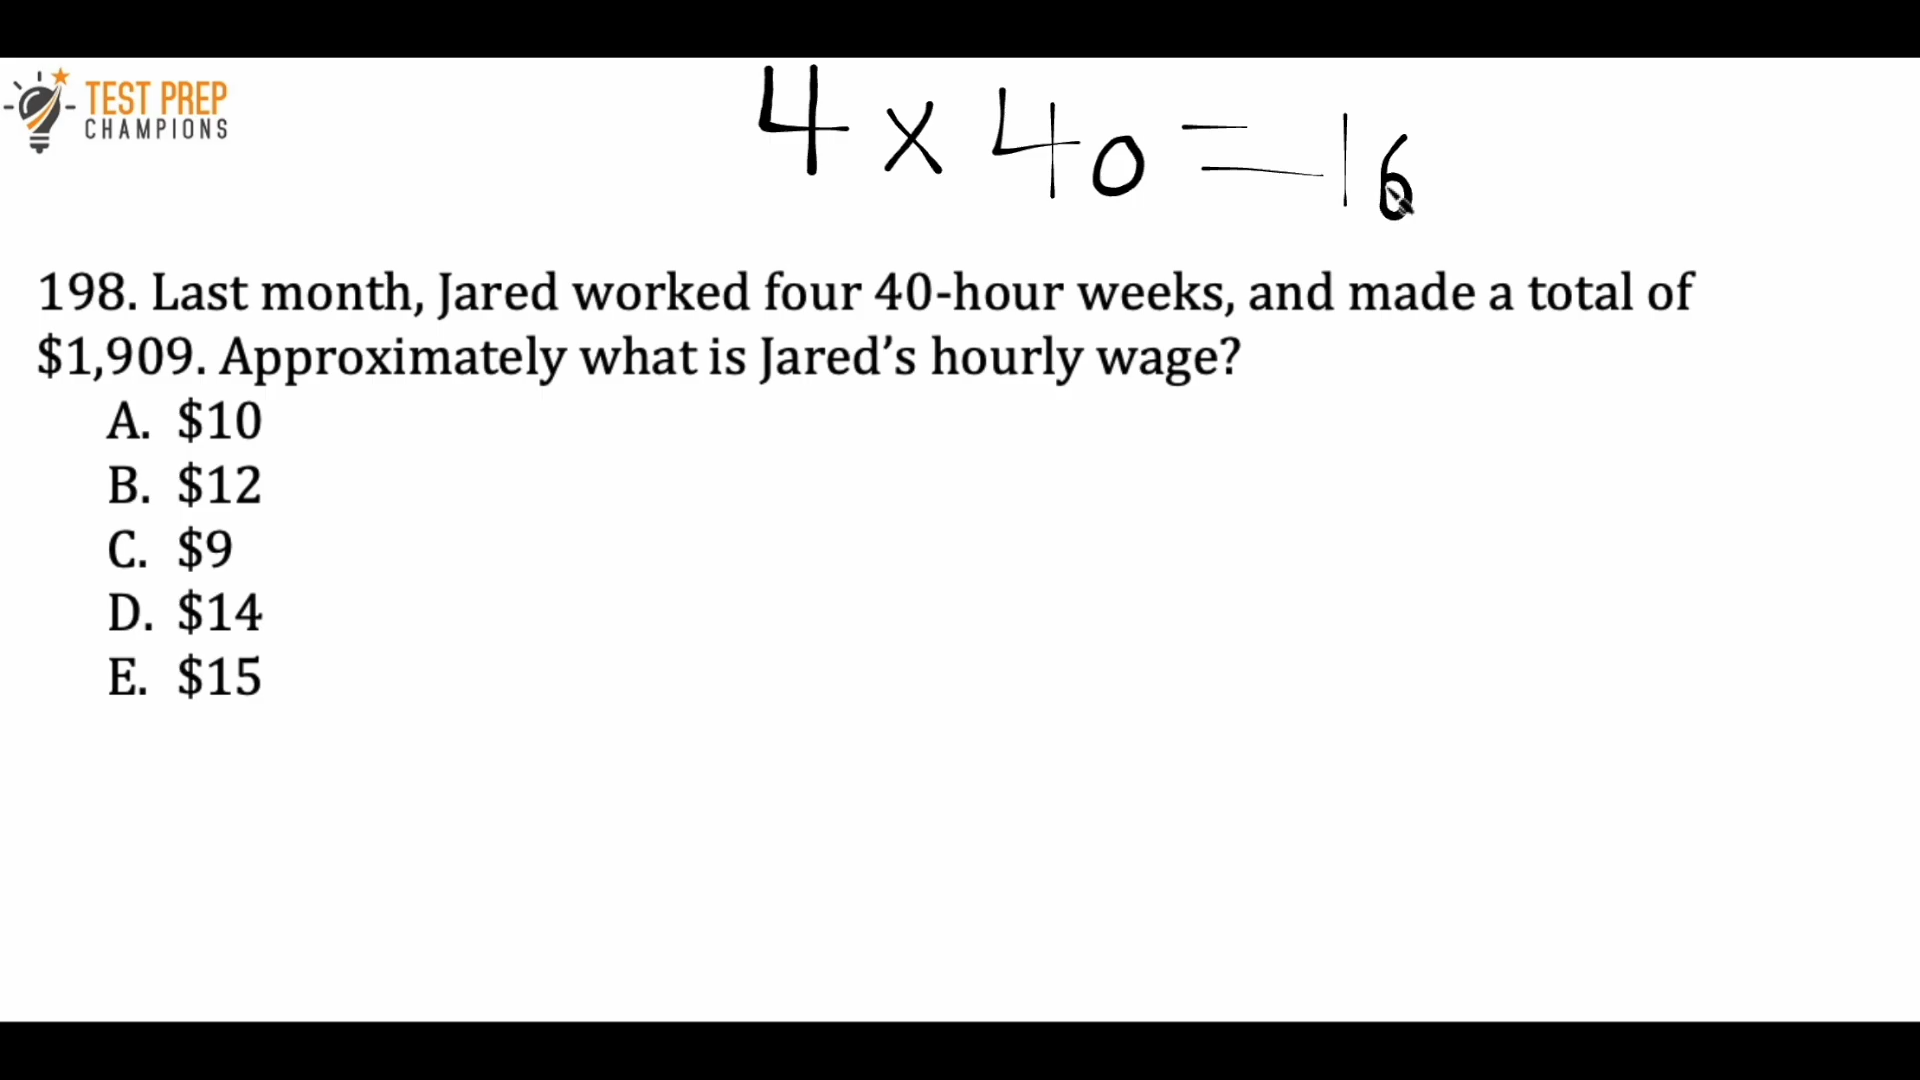 TEST PREP
CHAMPIONS
4 x 40 = 16
198. Last month, Jared worked four 40-hour weeks, and made a total of
$1,909. Approximately what is Jared’s hourly wage?
A. $10
B. $12
C. $9
D. $14
E. $15